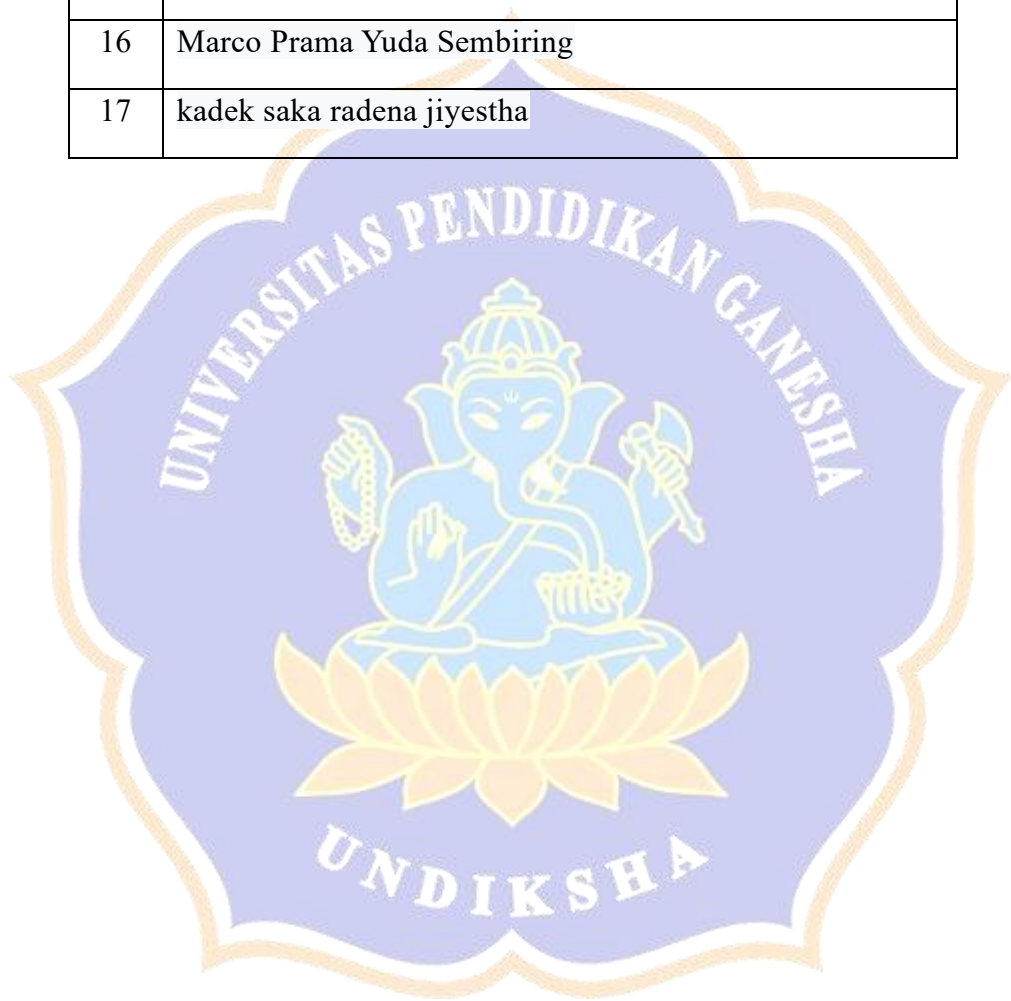 16 Marco Prama Yuda Sembiring
17 kadek saka radena jiyestha
UNIVERSITAS PENDIDIKAN GANESHA
UNDIKSHA